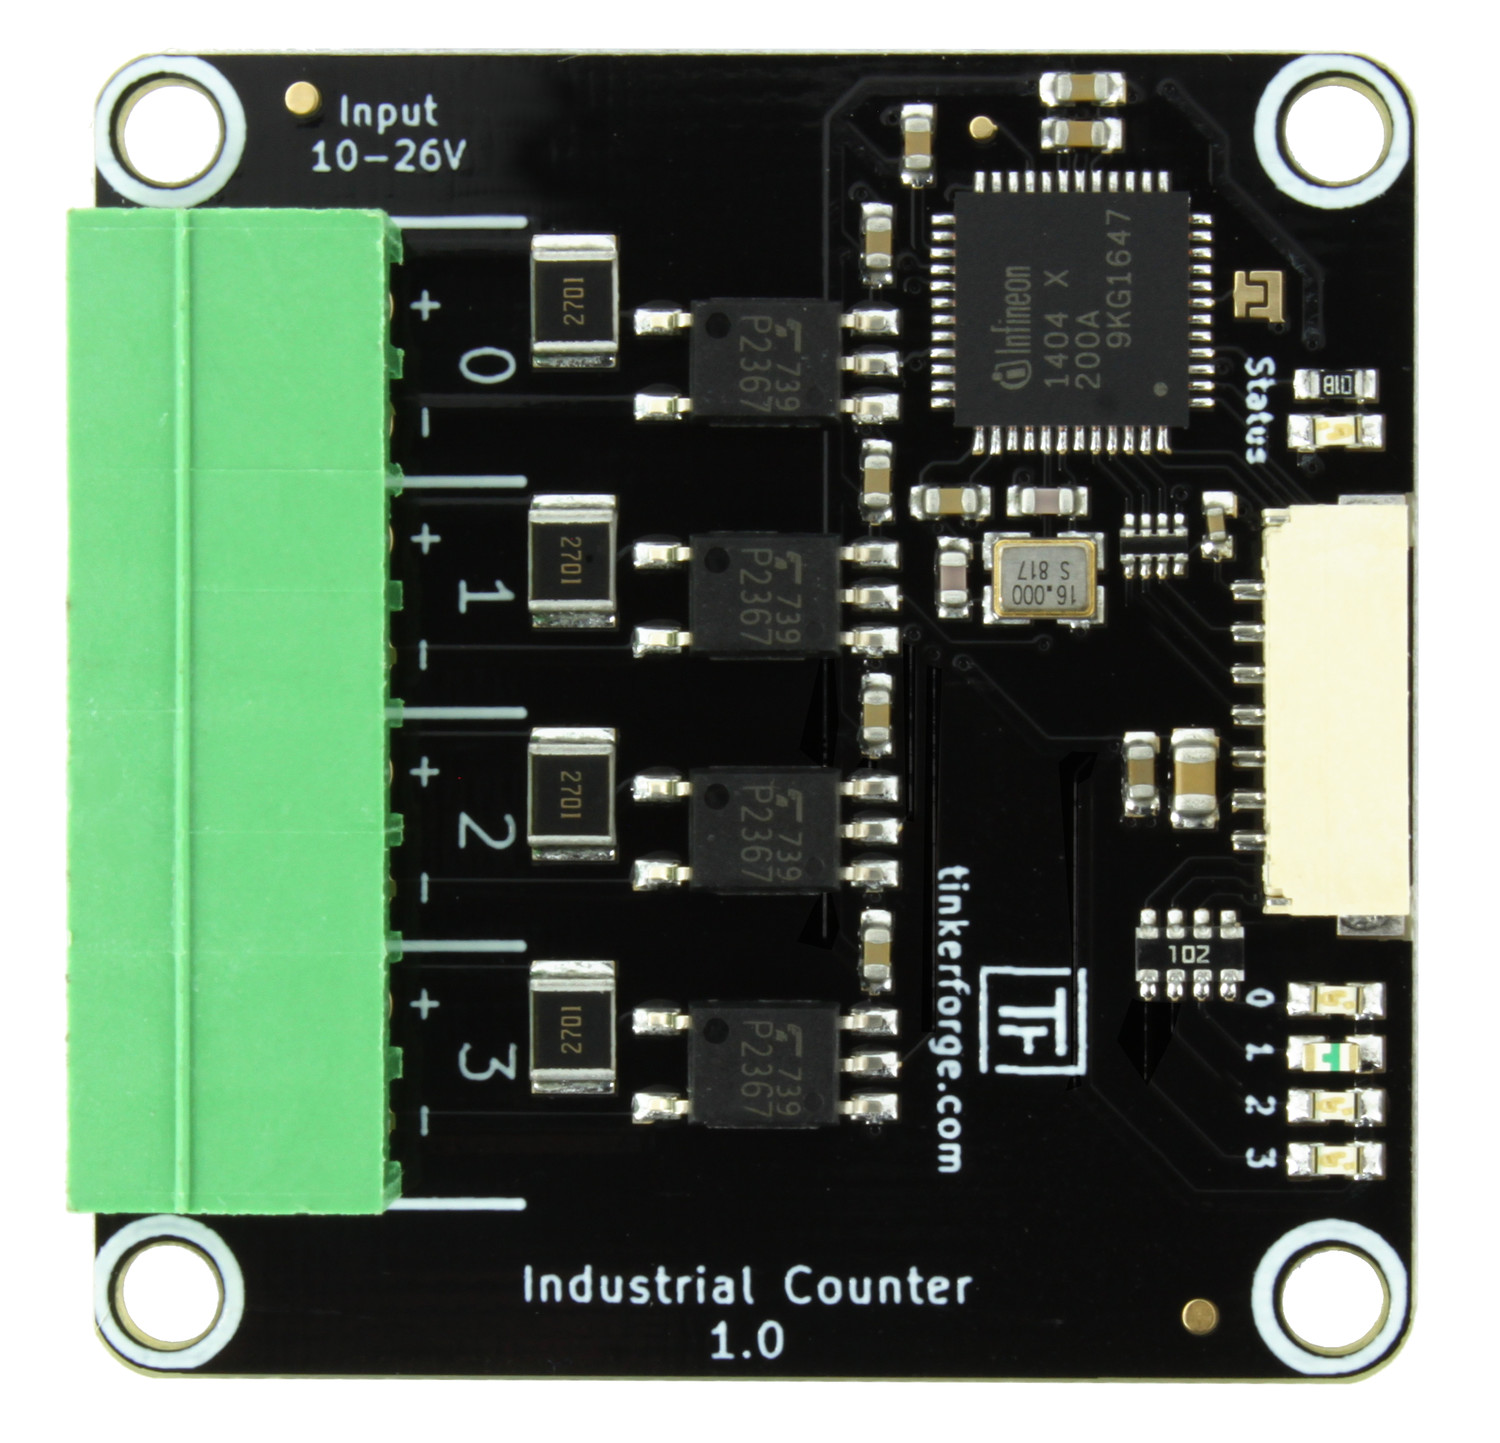 Input
10-26V
+
0
-
+
1
-
+
2
-
+
3
-
2701
2701
2701
2701
739
P2367
739
P2367
739
P2367
739
P2367
Infineon
1404 X
200A
9KG1647
Status
01B
16.000
S 817
tinkerforge.com
TF
102
0
1
2
3
Industrial Counter
1.0